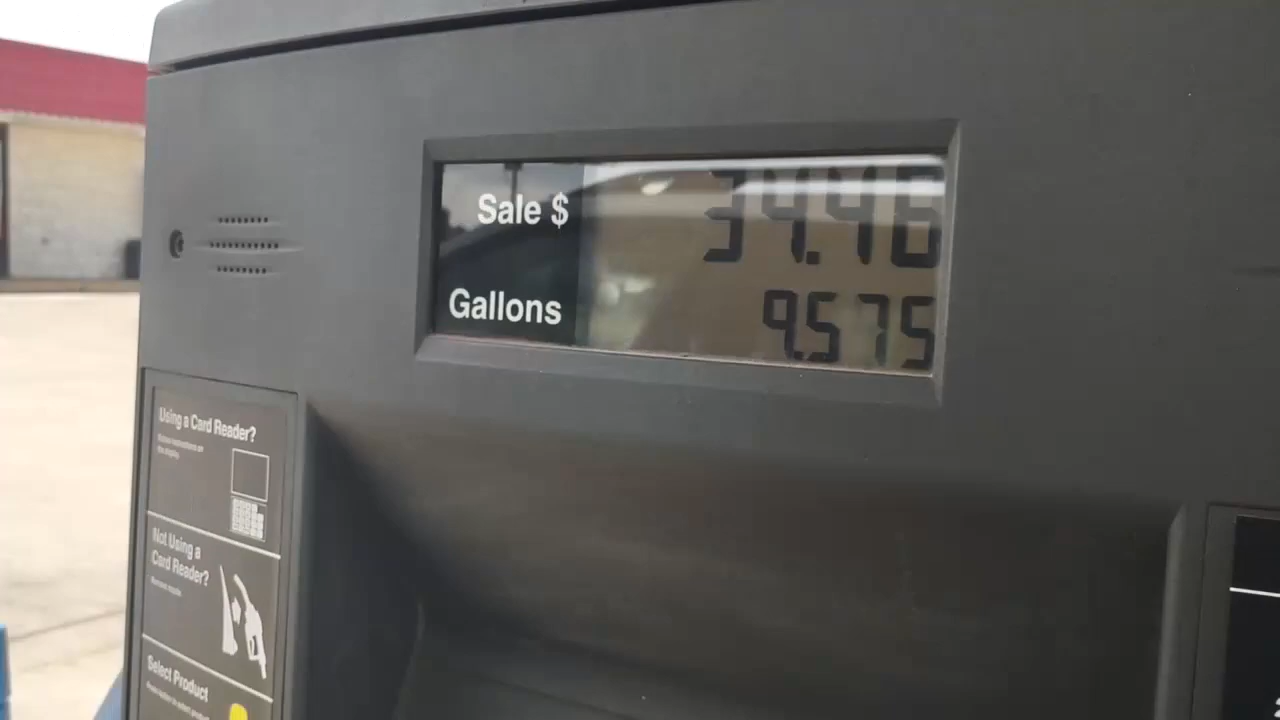 Sale $ 34.46
Gallons 9.575
Using a Card Reader?
Not Using a
Card Reader?
Select Product